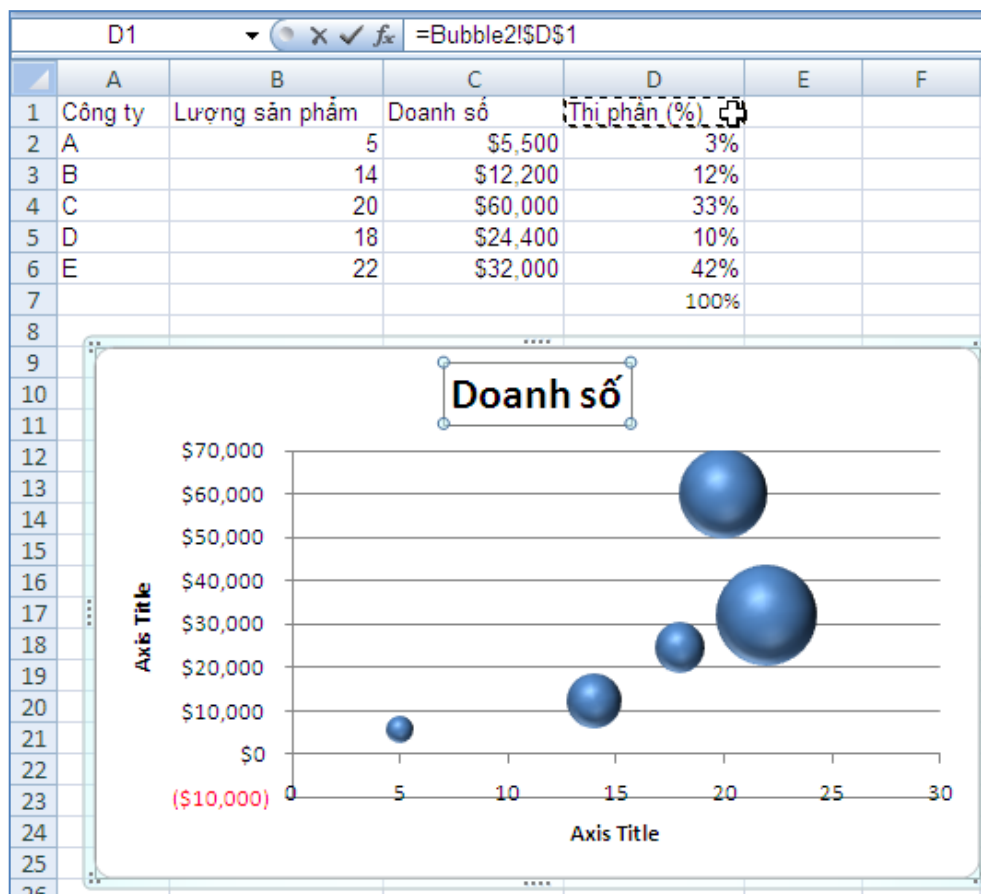 D1 fx =Bubble2!$D$1
A B C D E F
1 Công ty Lượng sản phẩm Doanh số Thị phần (%)
2 A 5 $5,500 3%
3 B 14 $12,200 12%
4 C 20 $60,000 33%
5 D 18 $24,400 10%
6 E 22 $32,000 42%
7 100%
8
9
10 Doanh số
11
12 $70,000
13 $60,000
14 $50,000
15
16 $40,000
17 $30,000
Axis Title
18
19 $20,000
20 $10,000
21 $0
22
23 ($10,000) 0 5 10 15 20 25 30
24 Axis Title
25
26